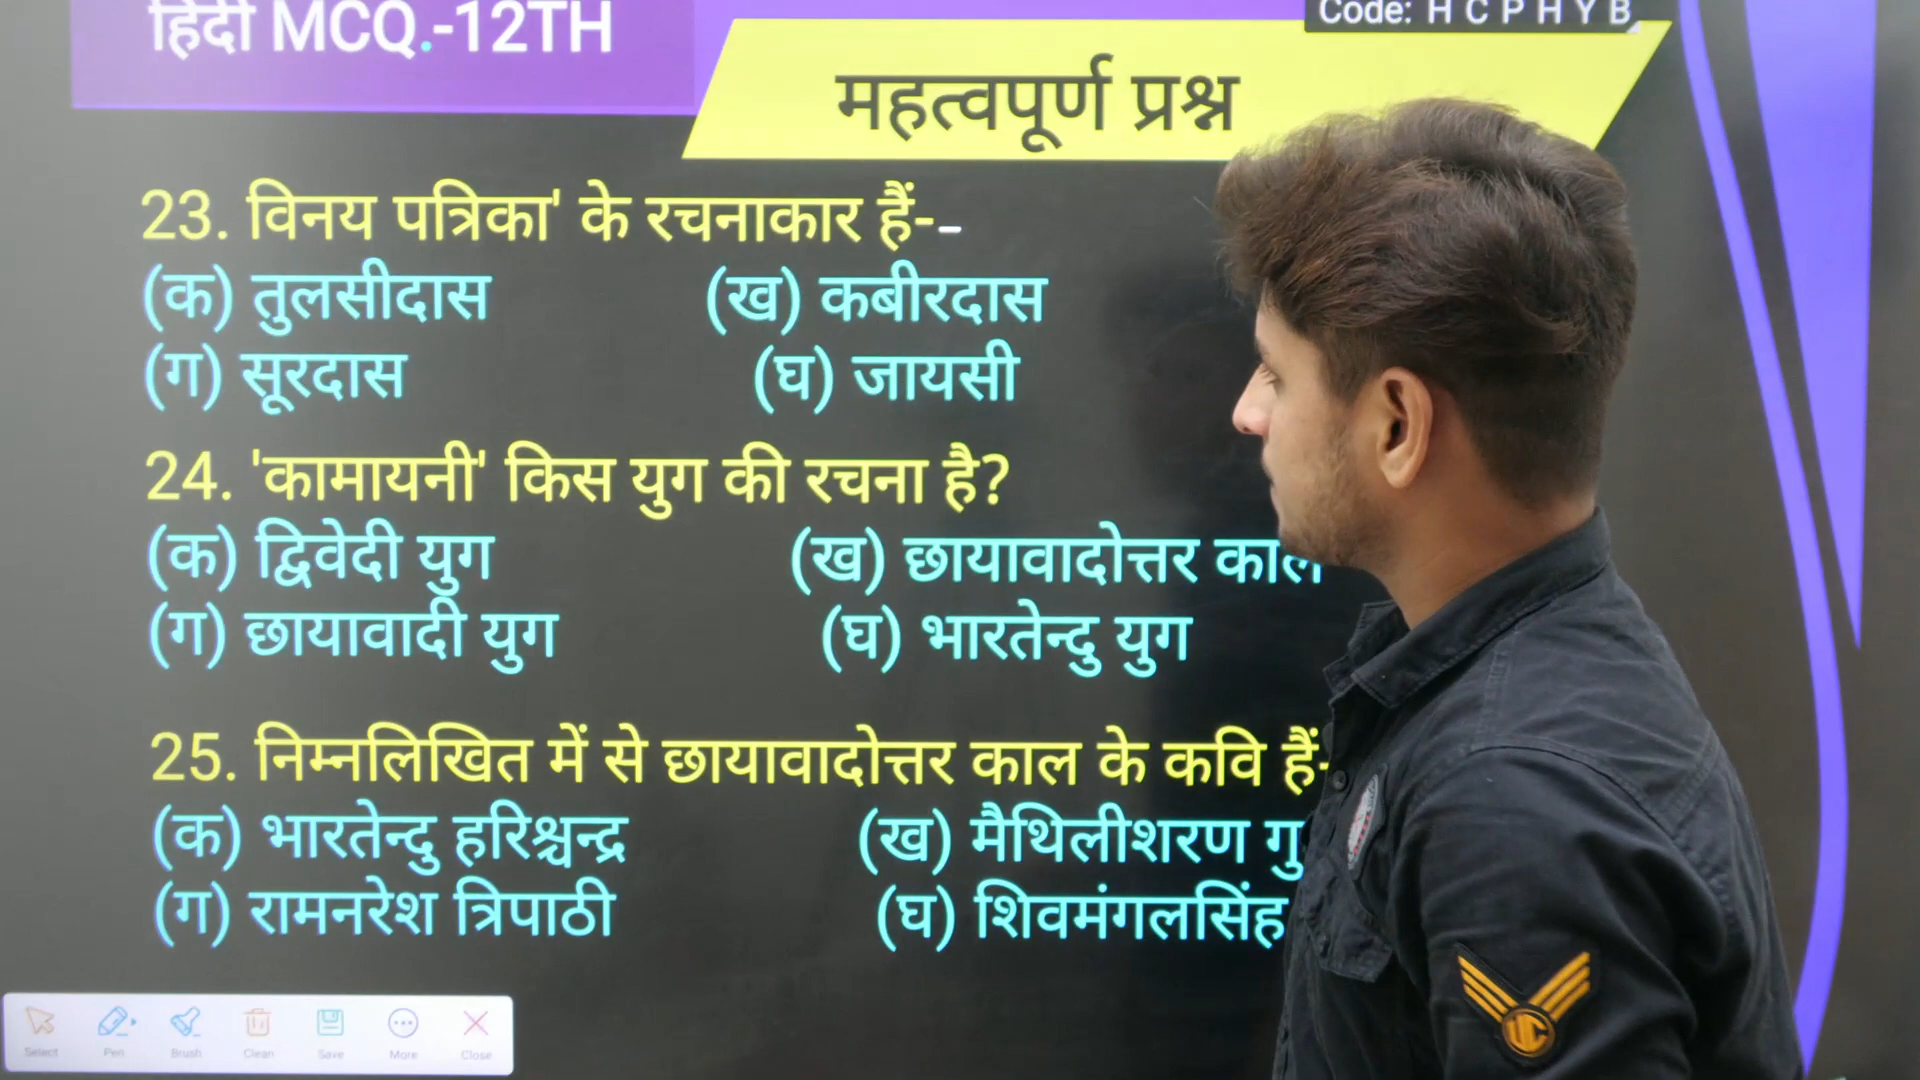 हिंदी MCQ.-12TH
Code: H C P H Y B
महत्वपूर्ण प्रश्न
23. विनय पत्रिका' के रचनाकार हैं--
(क) तुलसीदास (ख) कबीरदास
(ग) सूरदास (घ) जायसी
24. 'कामायनी' किस युग की रचना है?
(क) द्विवेदी युग (ख) छायावादोत्तर काल
(ग) छायावादी युग (घ) भारतेन्दु युग
25. निम्नलिखित में से छायावादोत्तर काल के कवि हैं-
(क) भारतेन्दु हरिश्चन्द्र (ख) मैथिलीशरण
(ग) रामनरेश त्रिपाठी (घ) शिवमंगलसिंह
Select Pen Brush Clean Save More Close